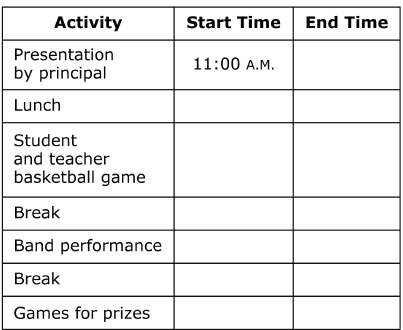 Activity Start Time End Time
Presentation
by principal 11:00 A.M.
Lunch
Student
and teacher
basketball game
Break
Band performance
Break
Games for prizes